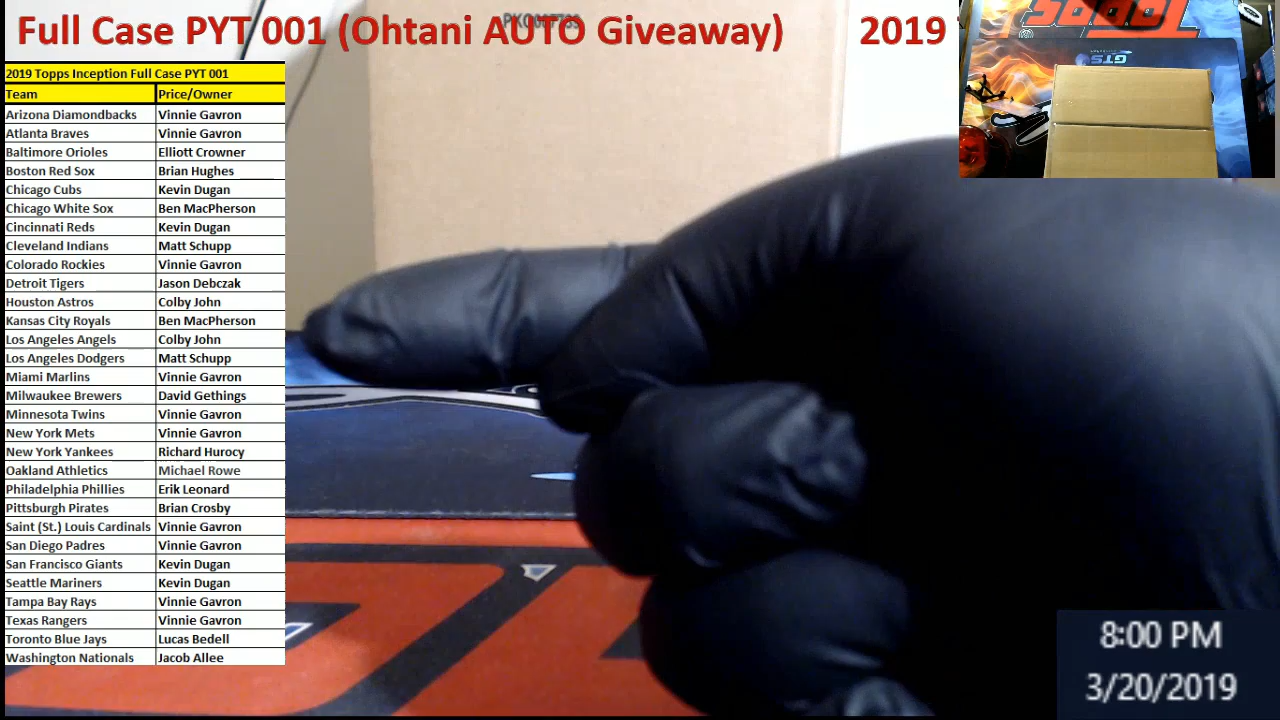 Full Case PYT 001 (Ohtani AUTO Giveaway) 2019
2019 Topps Inception Full Case PYT 001
Team Price/Owner
Arizona Diamondbacks Vinnie Gavron
Atlanta Braves Vinnie Gavron
Baltimore Orioles Elliott Crowner
Boston Red Sox Brian Hughes
Chicago Cubs Kevin Dugan
Chicago White Sox Ben MacPherson
Cincinnati Reds Kevin Dugan
Cleveland Indians Matt Schupp
Colorado Rockies Vinnie Gavron
Detroit Tigers Jason Debczak
Houston Astros Colby John
Kansas City Royals Ben MacPherson
Los Angeles Angels Colby John
Los Angeles Dodgers Matt Schupp
Miami Marlins Vinnie Gavron
Milwaukee Brewers David Gethings
Minnesota Twins Vinnie Gavron
New York Mets Vinnie Gavron
New York Yankees Richard Hurocy
Oakland Athletics Michael Rowe
Philadelphia Phillies Erik Leonard
Pittsburgh Pirates Brian Crosby
Saint (St.) Louis Cardinals Vinnie Gavron
San Diego Padres Vinnie Gavron
San Francisco Giants Kevin Dugan
Seattle Mariners Kevin Dugan
Tampa Bay Rays Vinnie Gavron
Texas Rangers Vinnie Gavron
Toronto Blue Jays Lucas Bedell
Washington Nationals Jacob Allee
Topps
GTS
8:00 PM
3/20/2019